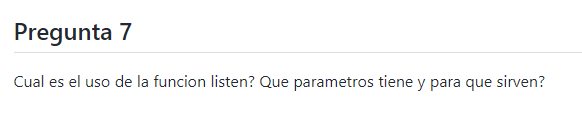 Pregunta 7
Cual es el uso de la funcion listen? Que parametros tiene y para que sirven?